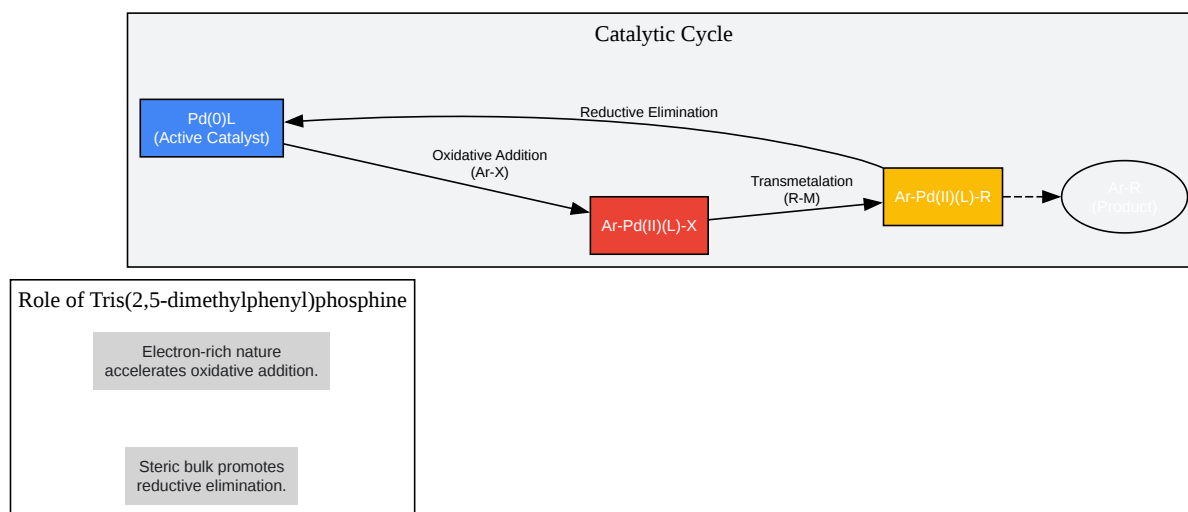 Catalytic Cycle
Pd(0)L
(Active Catalyst)
Reductive Elimination
Oxidative Addition
(Ar-X)
Ar-Pd(II)(L)-X
Transmetalation
(R-M)
Ar-Pd(II)(L)-R
Ar-R
(Product)
Role of Tris(2,5-dimethylphenyl)phosphine
Electron-rich nature
accelerates oxidative addition.
Steric bulk promotes
reductive elimination.